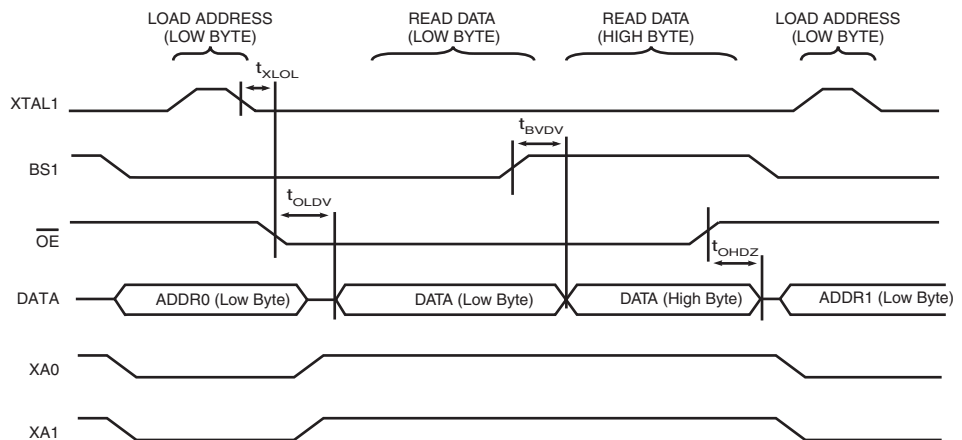 LOAD ADDRESS
(LOW BYTE)
READ DATA
(LOW BYTE)
READ DATA
(HIGH BYTE)
LOAD ADDRESS
(LOW BYTE)
tXLOL
XTAL1
tBVDV
BS1
tOLDV
OE
tOHDZ
DATA
ADDR0 (Low Byte)
DATA (Low Byte)
DATA (High Byte)
ADDR1 (Low Byte)
XA0
XA1